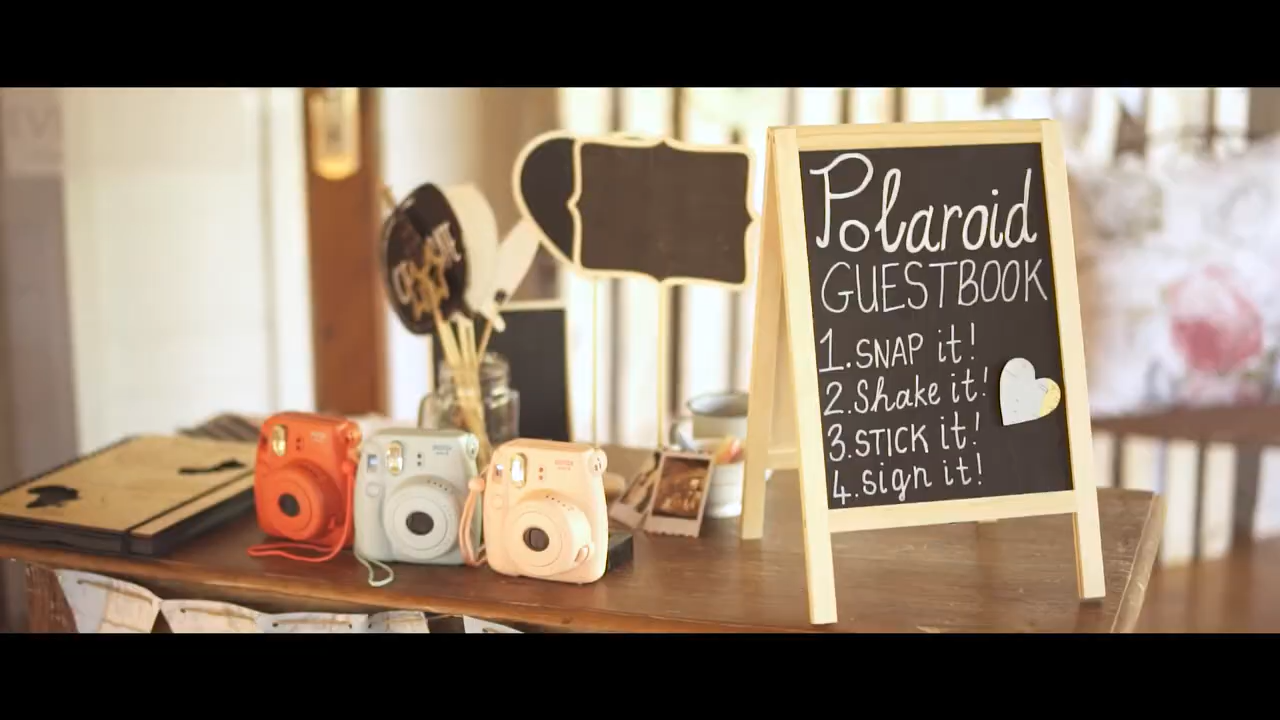 Polaroid
GUESTBOOK
1.SNAP it!
2.Shake it!
3.STICK it!
4.sign it!